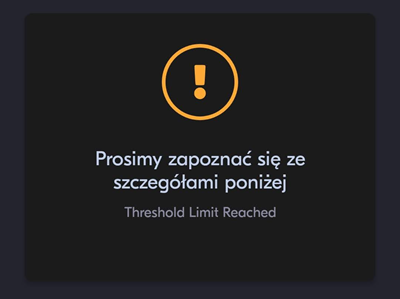 Prosimy zapoznać się ze
szczegółami poniżej
Threshold Limit Reached